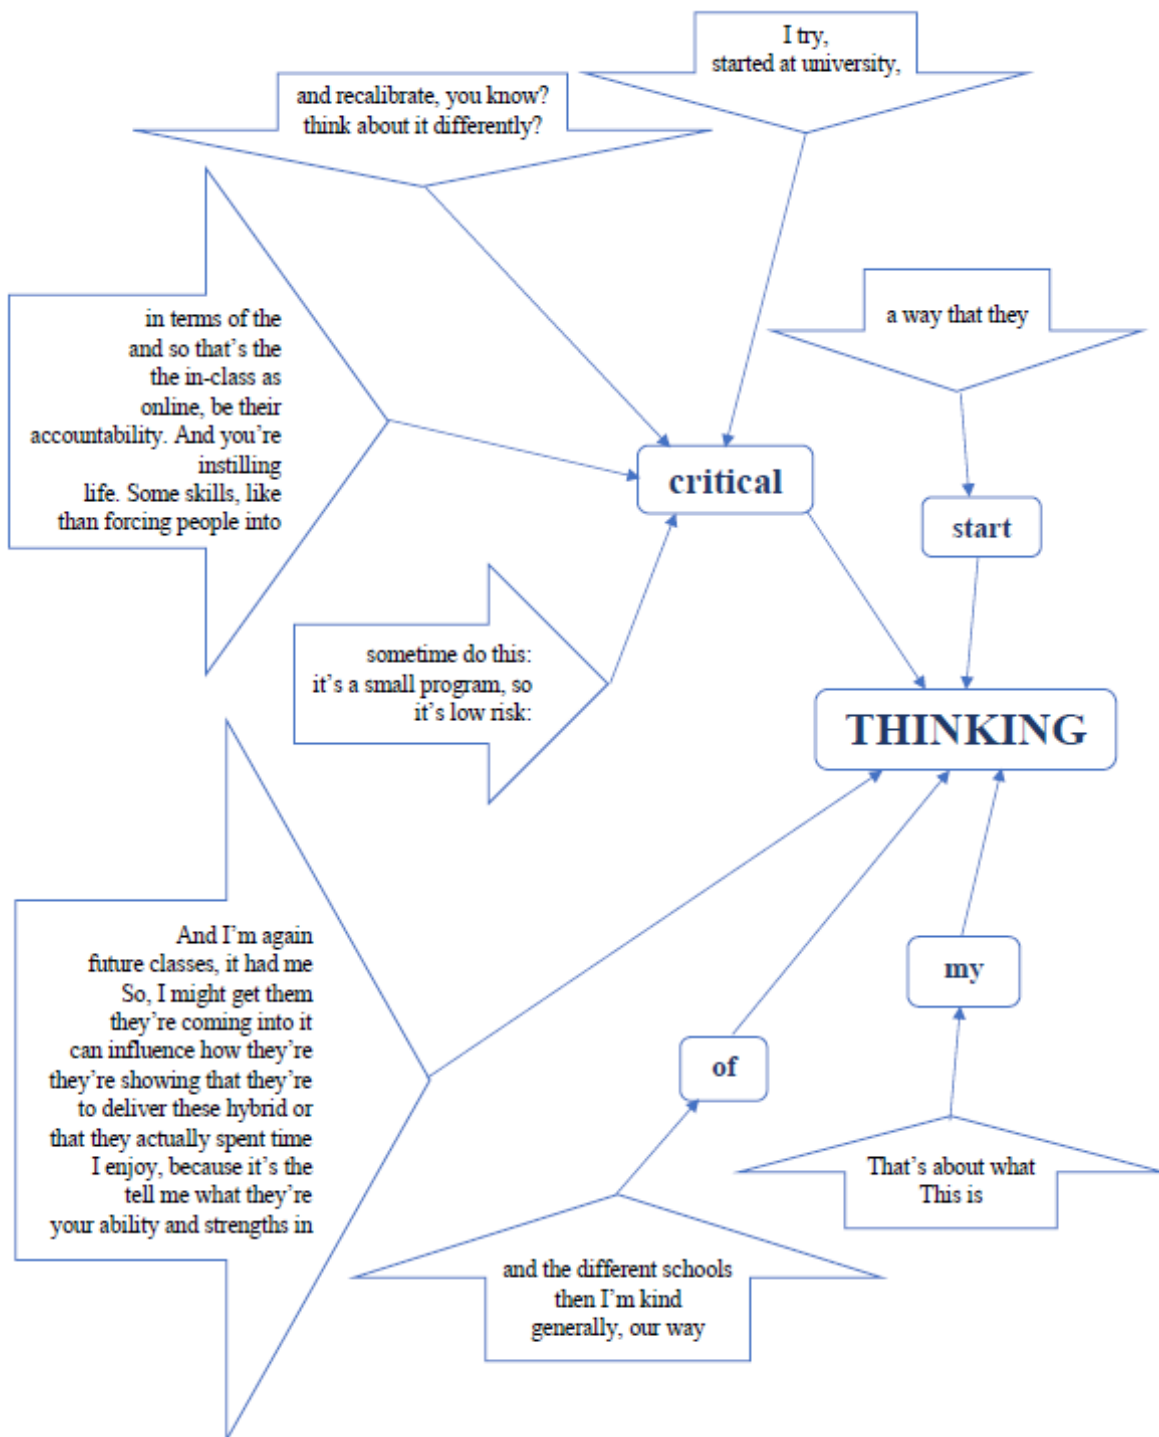 I try,
started at university,
and recalibrate, you know?
think about it differently?
a way that they
in terms of the
and so that's the
the in-class as
online, be their
accountability. And you're
instilling
life. Some skills, like
than forcing people into
critical
start
sometime do this:
it's a small program, so
it's low risk:
THINKING
And I'm again
future classes, it had me
So, I might get them
they're coming into it
can influence how they're
they're showing that they're
to deliver these hybrid or
that they actually spent time
I enjoy, because it's the
tell me what they're
your ability and strengths in
my
of
That's about what
This is
and the different schools
then I'm kind
generally, our way